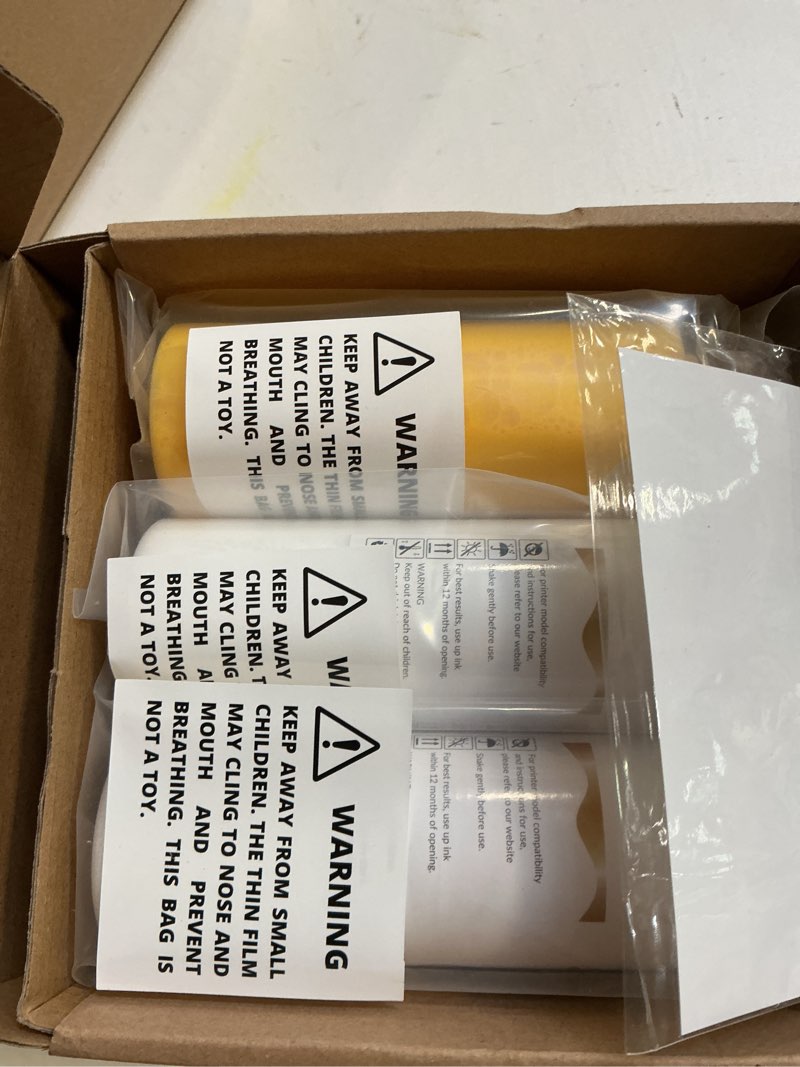 WARNING
KEEP AWAY FROM SMALL
CHILDREN. THE THIN
MAY CLING TO NOSE
MOUTH AND
BREATHING. THIS
NOT A TOY.
For printer model compatibility
and instructions for use,
please refer to our website
Shake gently before use.
For best results, use up ink
within 12 months of opening.
WARNING
Keep out of reach of children.
KEEP AWAY
CHILDREN.
MAY CLING
MOUTH
BREATHING
NOT A TOY.
For printer model compatibility
and instructions for use,
please refer to our website
Shake gently before use.
For best results, use up ink
within 12 months of opening.
WARNING
KEEP AWAY FROM SMALL
CHILDREN. THE THIN FILM
MAY CLING TO NOSE AND
MOUTH AND PREVENT
BREATHING. THIS BAG IS
NOT A TOY.